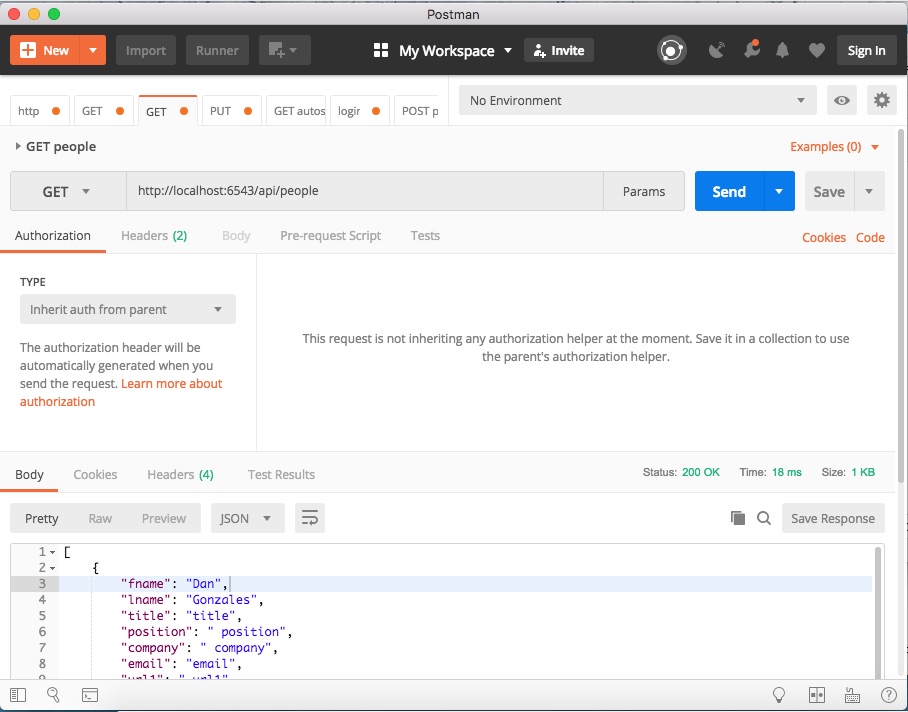 Postman
New Import Runner My Workspace Invite Sign In
http GET GET PUT GET autos login POST p No Environment
GET people Examples (0)
GET http://localhost:6543/api/people Params Send Save
Authorization Headers (2) Body Pre-request Script Tests Cookies Code
TYPE
Inherit auth from parent
The authorization header will be
automatically generated when you
send the request. Learn more about
authorization
This request is not inheriting any authorization helper at the moment. Save it in a collection to use
the parent's authorization helper.
Body Cookies Headers (4) Test Results Status: 200 OK Time: 18 ms Size: 1 KB
Pretty Raw Preview JSON Save Response
1 [
2 {
3 "fname": "Dan",
4 "lname": "Gonzales",
5 "title": "title",
6 "position": " position",
7 "company": " company",
8 "email": "email",
9 "url1": " url1"